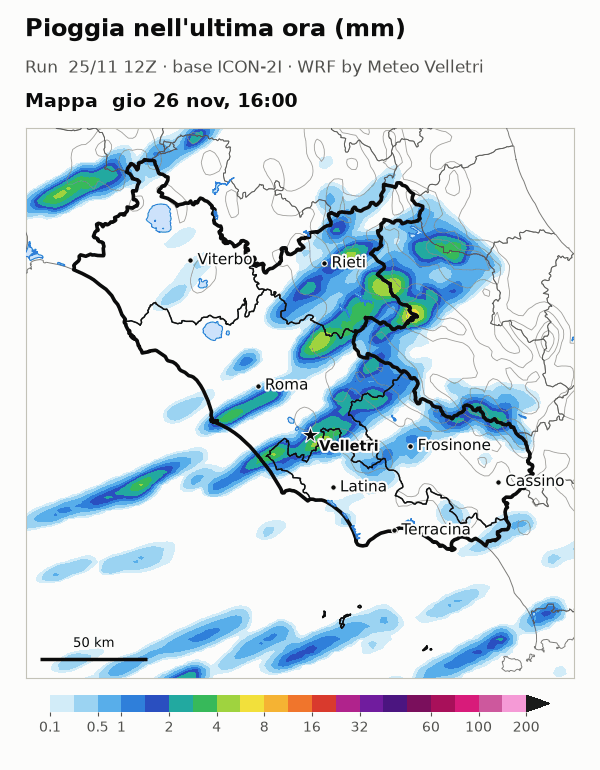 Pioggia nell'ultima ora (mm)
Run  25/11 12Z · base ICON-2I · WRF by Meteo Velletri
Mappa  gio 26 nov, 16:00
Viterbo
Rieti
Roma
Velletri
Frosinone
Latina
Cassino
Terracina
50 km
0.1 0.5 1 2 4 8 16 32 60 100 200